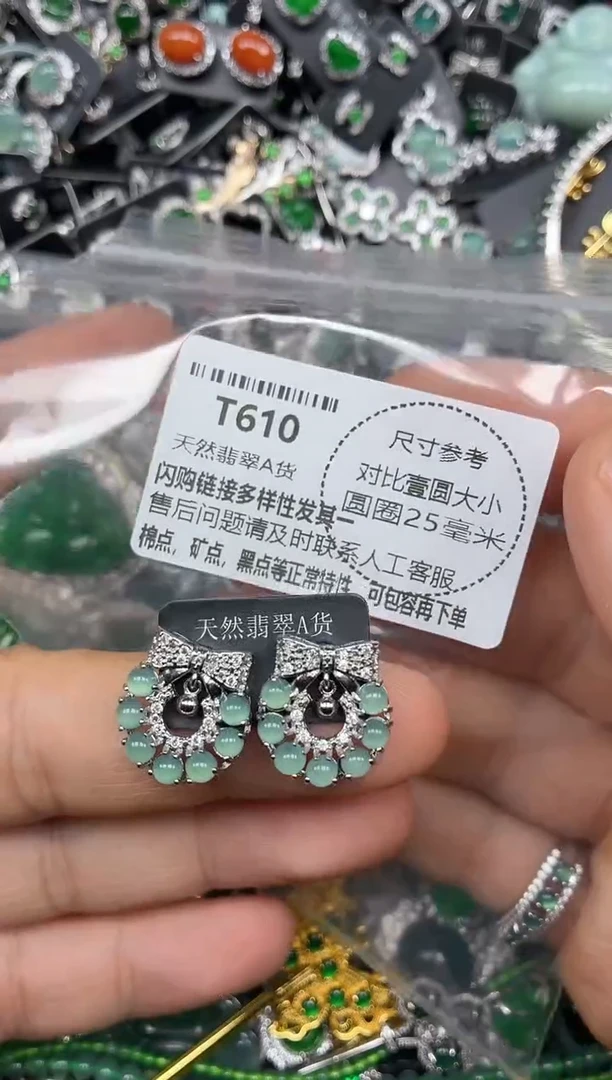 T610
天然翡翠A货
闪购链接多样性发其一
售后问题请及时联系人工客服
棉点，矿点，黑点等正常特性，可包容再下单
尺寸参考
对比壹圆大小
圆圈25毫米
天然翡翠A货